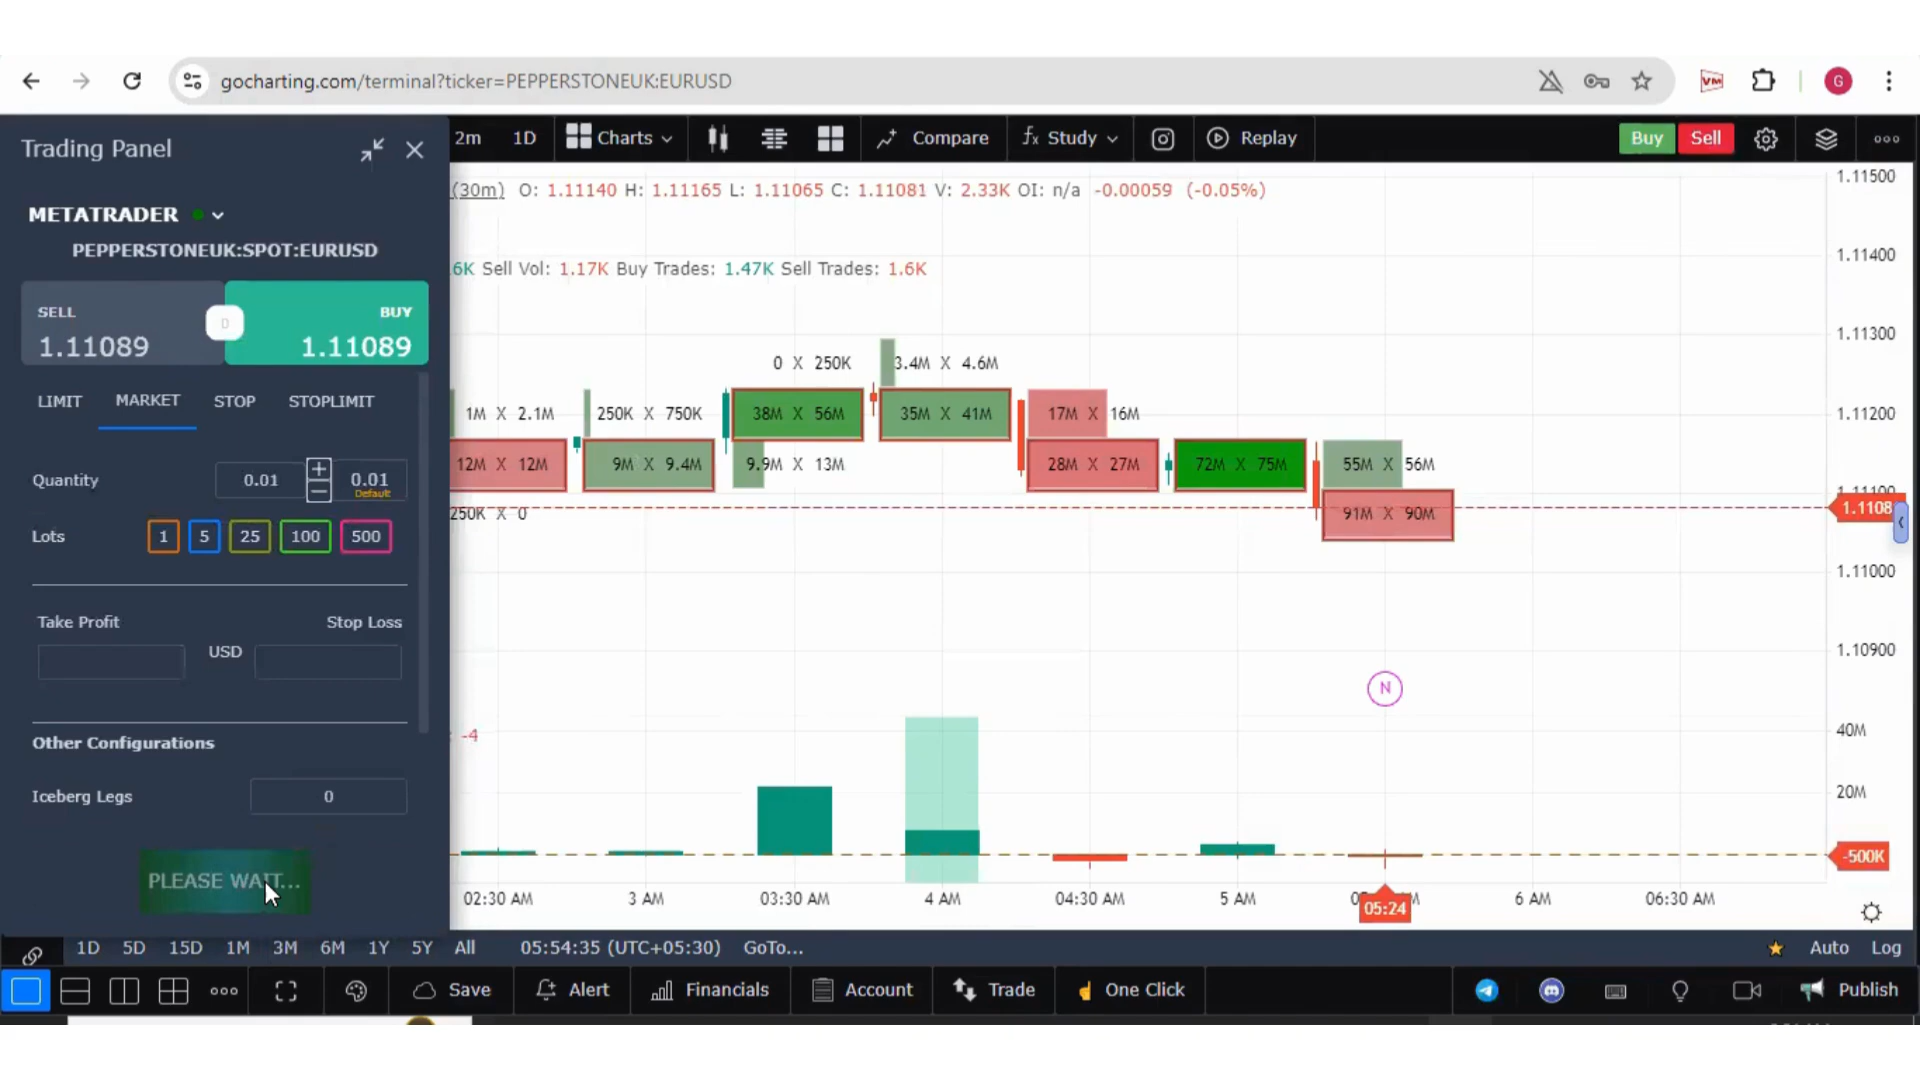 gocharting.com/terminal?ticker=PEPPERSTONEUK:EURUSD
VM
G
Trading Panel
2m 1D Charts Compare fx Study Replay Buy Sell
METATRADER
PEPPERSTONEUK:SPOT:EURUSD
SELL
1.11089
D
BUY
1.11089
LIMIT MARKET STOP STOPLIMIT
Quantity 0.01 + − 0.01
Default
Lots 1 5 25 100 500
Take Profit Stop Loss
USD
Other Configurations
Iceberg Legs 0
PLEASE WAIT...
(30m) O: 1.11140 H: 1.11165 L: 1.11065 C: 1.11081 V: 2.33K OI: n/a -0.00059 (-0.05%)
6K Sell Vol: 1.17K Buy Trades: 1.47K Sell Trades: 1.6K
0 X 250K 3.4M X 4.6M
1M X 2.1M 250K X 750K 38M X 56M 35M X 41M 17M X 16M
12M X 12M 9M X 9.4M 9.9M X 13M 28M X 27M 72M X 75M 55M X 56M
250K X 0 91M X 90M
N
-4
1.11500
1.11400
1.11300
1.11200
1.11100
1.1108
1.11000
1.10900
40M
20M
-500K
02:30 AM 3 AM 03:30 AM 4 AM 04:30 AM 5 AM 05:24 6 AM 06:30 AM
1D 5D 15D 1M 3M 6M 1Y 5Y All 05:54:35 (UTC+05:30) GoTo... Auto Log
Save Alert Financials Account Trade One Click Publish